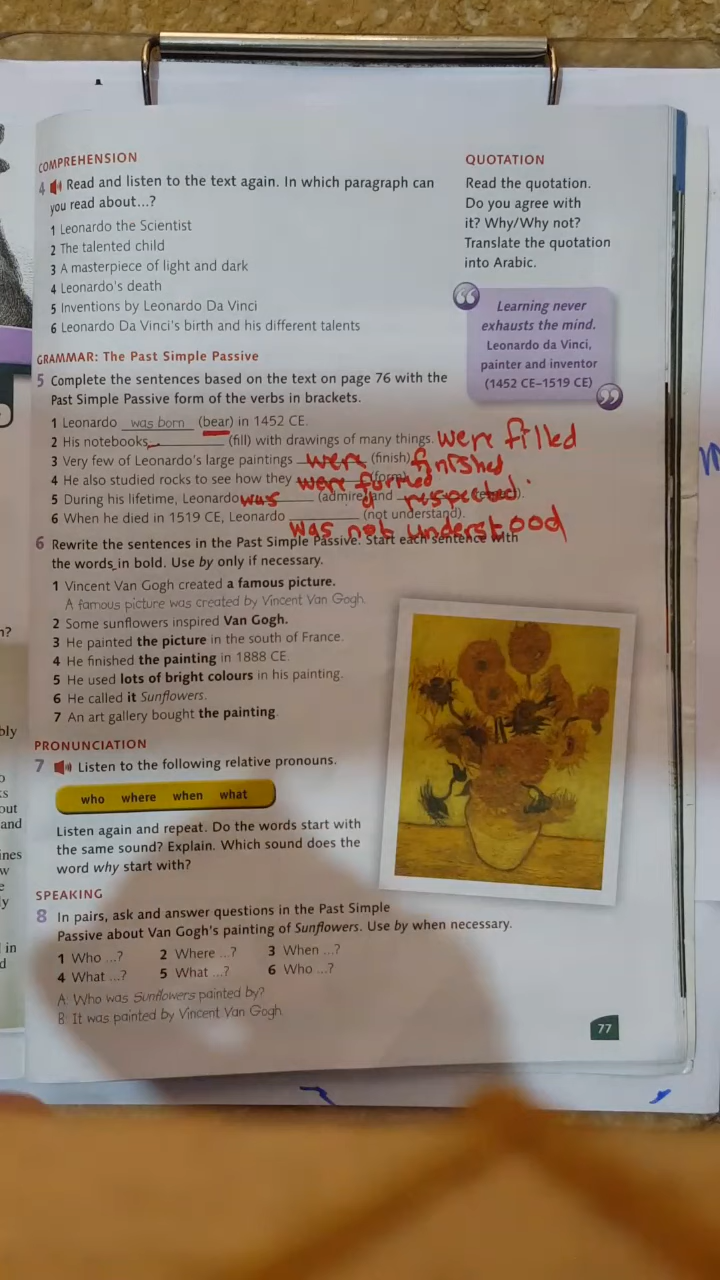 COMPREHENSION
4 Read and listen to the text again. In which paragraph can
you read about...?
1 Leonardo the Scientist
2 The talented child
3 A masterpiece of light and dark
4 Leonardo's death
5 Inventions by Leonardo Da Vinci
6 Leonardo Da Vinci's birth and his different talents
QUOTATION
Read the quotation.
Do you agree with
it? Why/Why not?
Translate the quotation
into Arabic.
Learning never
exhausts the mind.
Leonardo da Vinci,
painter and inventor
(1452 CE–1519 CE)
GRAMMAR: The Past Simple Passive
5 Complete the sentences based on the text on page 76 with the
Past Simple Passive form of the verbs in brackets.
1 Leonardo was born (bear) in 1452 CE.
2 His notebooks (fill) with drawings of many things. were filled
3 Very few of Leonardo's large paintings were (finish) finished
4 He also studied rocks to see how they were formed (form).
5 During his lifetime, Leonardo was (admire) and respected.
6 When he died in 1519 CE, Leonardo (not understand).
was not understood
6 Rewrite the sentences in the Past Simple Passive. Start each sentence with
the words in bold. Use by only if necessary.
1 Vincent Van Gogh created a famous picture.
A famous picture was created by Vincent Van Gogh.
2 Some sunflowers inspired Van Gogh.
3 He painted the picture in the south of France.
4 He finished the painting in 1888 CE.
5 He used lots of bright colours in his painting.
6 He called it Sunflowers.
7 An art gallery bought the painting.
PRONUNCIATION
7 Listen to the following relative pronouns.
who where when what
Listen again and repeat. Do the words start with
the same sound? Explain. Which sound does the
word why start with?
SPEAKING
8 In pairs, ask and answer questions in the Past Simple
Passive about Van Gogh's painting of Sunflowers. Use by when necessary.
1 Who ...? 2 Where ...? 3 When ...?
4 What ...? 5 What ...? 6 Who ...?
A: Who was Sunflowers painted by?
B: It was painted by Vincent Van Gogh.
77